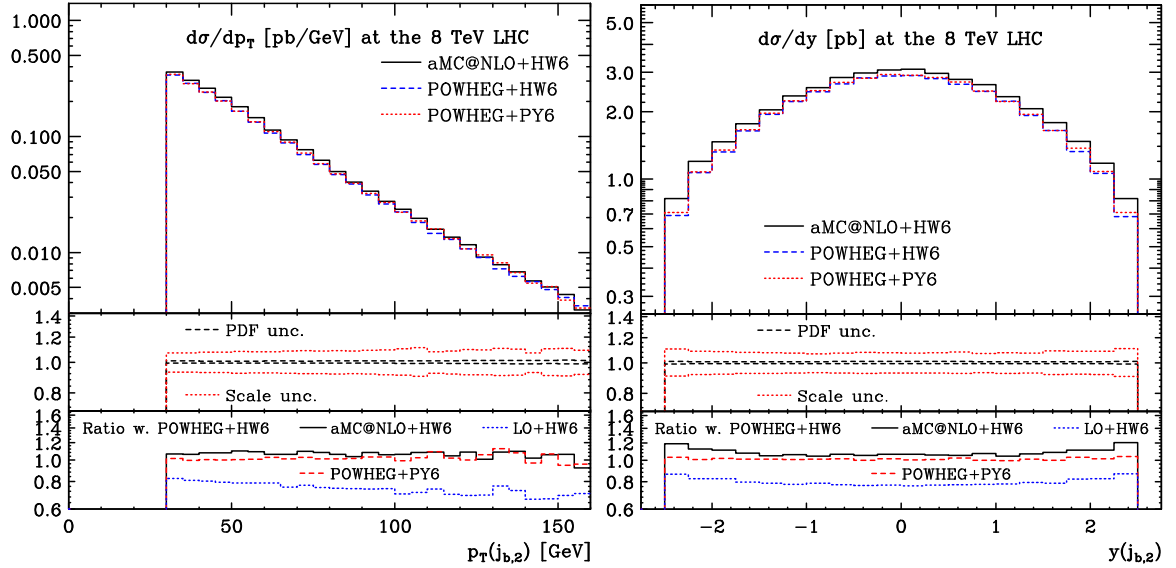 dσ/dp_T [pb/GeV] at the 8 TeV LHC
aMC@NLO+HW6
POWHEG+HW6
POWHEG+PY6
1.000
0.500
0.100
0.050
0.010
0.005
1.4
1.2
1.0
0.8
PDF unc.
Scale unc.
1.6
1.4
1.2
1.0
0.8
0.6
Ratio w. POWHEG+HW6
aMC@NLO+HW6
LO+HW6
POWHEG+PY6
0
50
100
150
p_T(j_{b,2}) [GeV]
dσ/dy [pb] at the 8 TeV LHC
5.0
3.0
2.0
1.0
0.7
0.5
0.3
aMC@NLO+HW6
POWHEG+HW6
POWHEG+PY6
1.4
1.2
1.0
0.8
PDF unc.
Scale unc.
1.6
1.4
1.2
1.0
0.8
0.6
Ratio w. POWHEG+HW6
aMC@NLO+HW6
LO+HW6
POWHEG+PY6
−2
−1
0
1
2
y(j_{b,2})